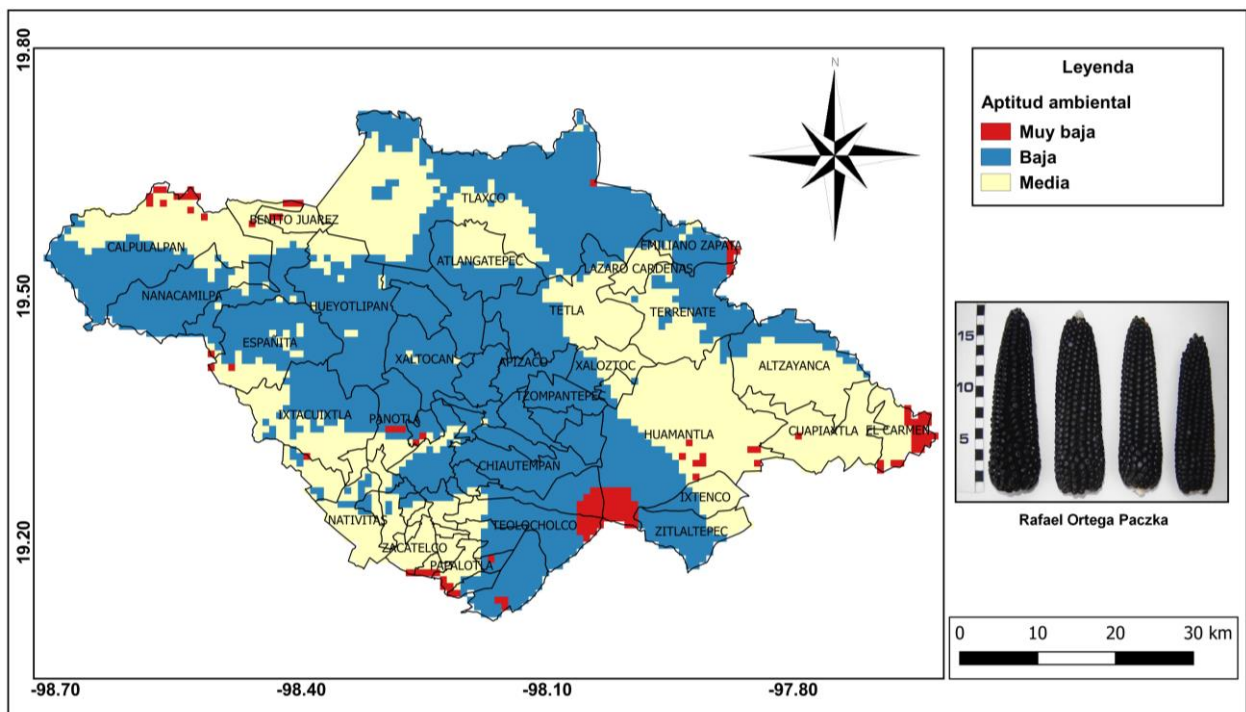 19.80
19.50
19.20
-98.70
-98.40
-98.10
-97.80
N
TLAXCO
BENITO JUAREZ
CALPULALPAN
EMILIANO ZAPATA
ATLANGATEPEC
LAZARO CARDENAS
NANACAMILPA
HUEYOTLIPAN
TETLA
TERRENATE
ESPAÑITA
XALTOCAN
APIZACO
XALOZTOC
ALTZAYANCA
TZOMPANTEPEC
IXTACUIXTLA
PANOTLA
HUAMANTLA
CUAPIAXTLA
EL CARMEN
CHIAUTEMPAN
IXTENCO
NATIVITAS
TEOLOCHOLCO
ZITLALTEPEC
ZACATELCO
PAPALOTLA
Leyenda
Aptitud ambiental
Muy baja
Baja
Media
15
10
5
Rafael Ortega Paczka
0 10 20 30 km